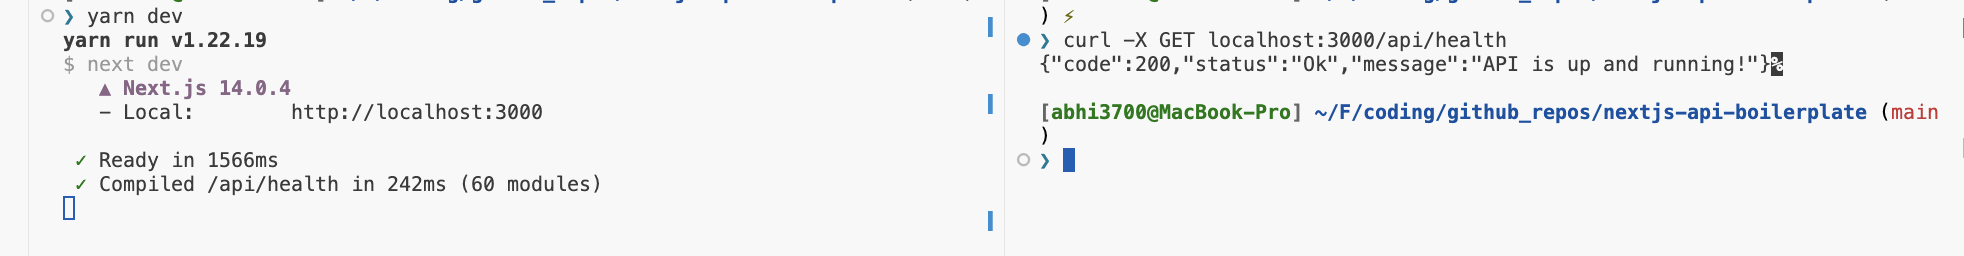 ❯ yarn dev
yarn run v1.22.19
$ next dev
▲ Next.js 14.0.4
– Local:        http://localhost:3000
✓ Ready in 1566ms
✓ Compiled /api/health in 242ms (60 modules)
) ⚡
❯ curl -X GET localhost:3000/api/health
{"code":200,"status":"Ok","message":"API is up and running!"}%
[abhi3700@MacBook-Pro] ~/F/coding/github_repos/nextjs-api-boilerplate (main
)
❯